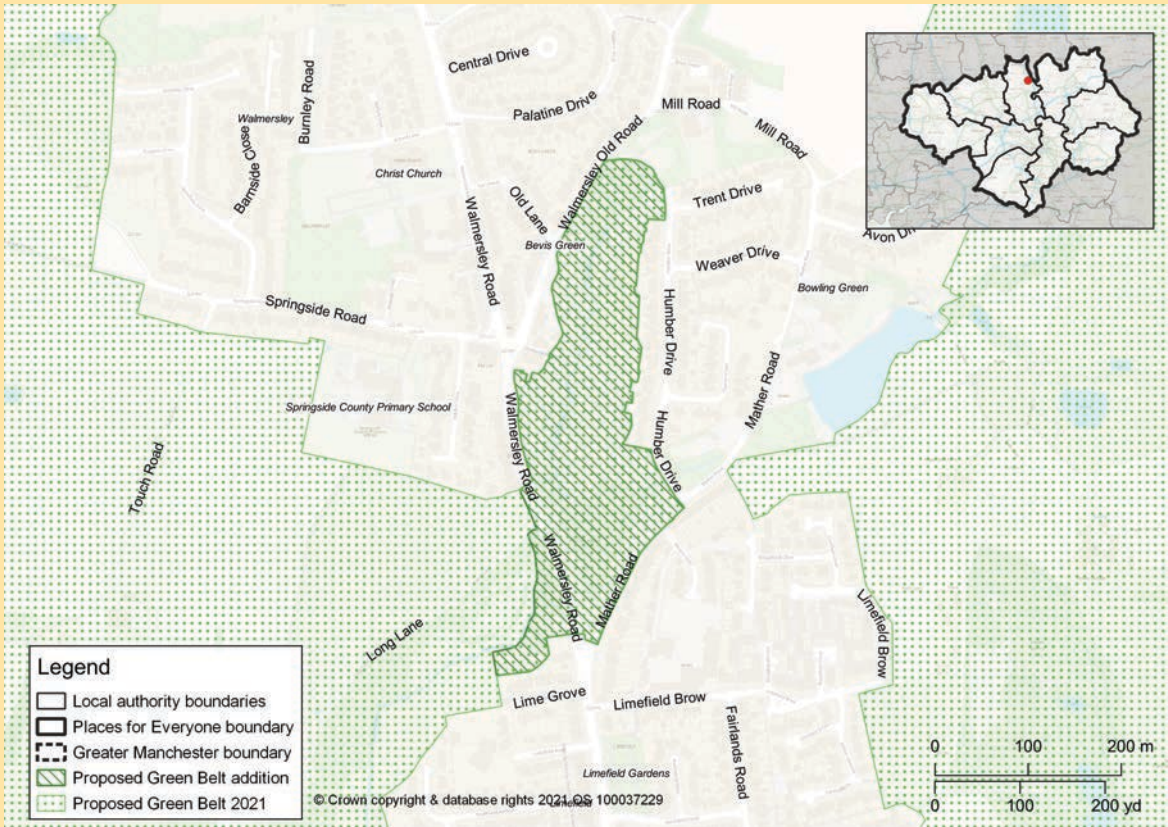 Central Drive
Burnley Road
Walmersley
Palatine Drive
Mill Road
Mill Road
Barnside Close
Christ Church
Walmersley Old Road
Old Lane
Trent Drive
Walmersley Road
Bevis Green
Weaver Drive
Avon
Bowling Green
Springside Road
Humber Drive
Mather Road
Springside County Primary School
Walmersley Road
Humber Drive
Touch Road
Walmersley Road
Mather Road
Limefield Brow
Long Lane
Lime Grove
Limefield Brow
Fairlands Road
Limefield Gardens
Legend
Local authority boundaries
Places for Everyone boundary
Greater Manchester boundary
Proposed Green Belt addition
Proposed Green Belt 2021
© Crown copyright & database rights 2021 OS 100037229
Limefield
0 100 200 m
0 100 200 yd